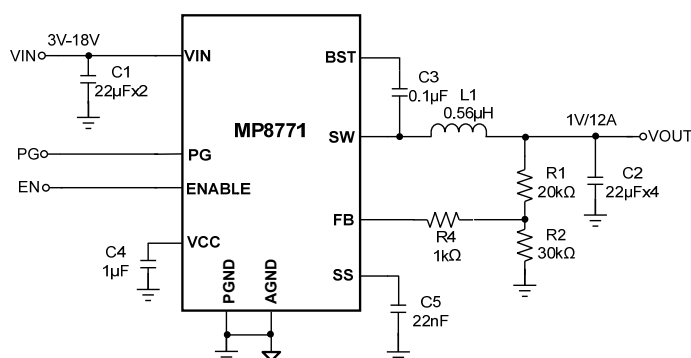 3V-18V
VIN
VIN
C1
22µFx2
BST
C3
0.1µF
L1
0.56µH
MP8771
SW
1V/12A
VOUT
PG
PG
EN
ENABLE
R1
20kΩ
C2
22µFx4
FB
R4
1kΩ
R2
30kΩ
VCC
C4
1µF
PGND
AGND
SS
C5
22nF